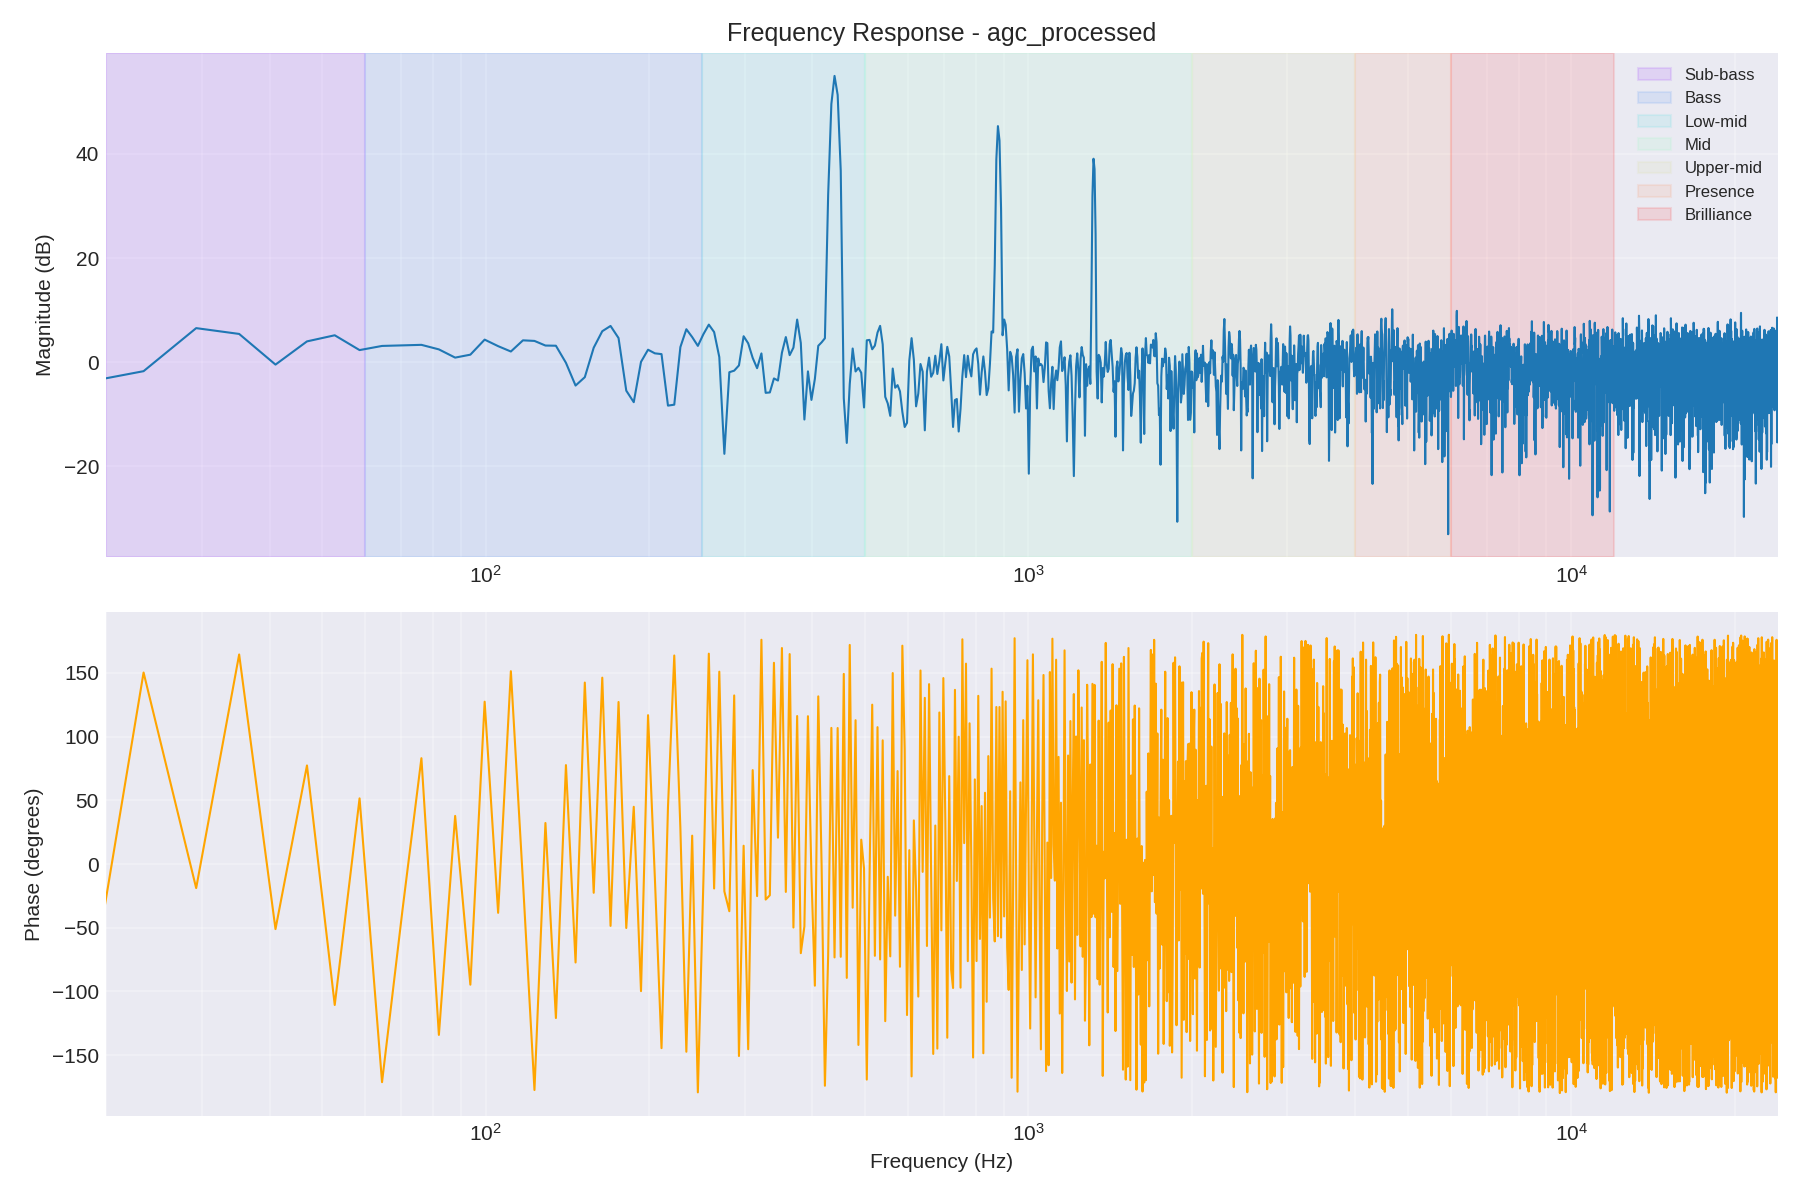 Frequency Response - agc_processed
Sub-bass
Bass
Low-mid
Mid
Upper-mid
Presence
Brilliance
Magnitude (dB)
40
20
0
−20
10²
10³
10⁴
Phase (degrees)
150
100
50
0
−50
−100
−150
10²
10³
10⁴
Frequency (Hz)